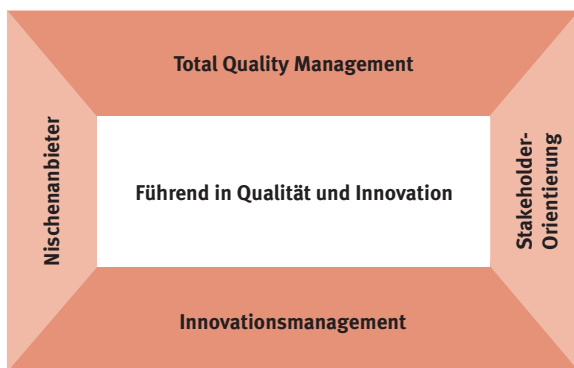 Total Quality Management
Nischenanbieter
Führend in Qualität und Innovation
Stakeholder-
Orientierung
Innovationsmanagement